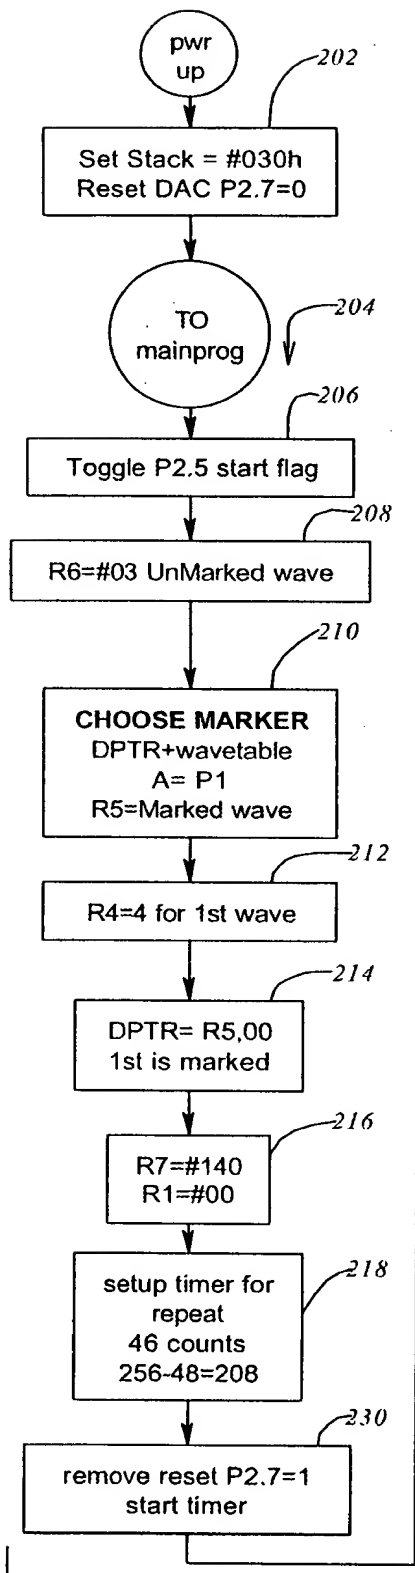 pwr
up
202
Set Stack = #030h
Reset DAC P2.7=0
TO
mainprog
204
206
Toggle P2.5 start flag
208
R6=#03 UnMarked wave
210
CHOOSE MARKER
DPTR+wavetable
A= P1
R5=Marked wave
212
R4=4 for 1st wave
214
DPTR= R5,00
1st is marked
216
R7=#140
R1=#00
218
setup timer for
repeat
46 counts
256-48=208
230
remove reset P2.7=1
start timer